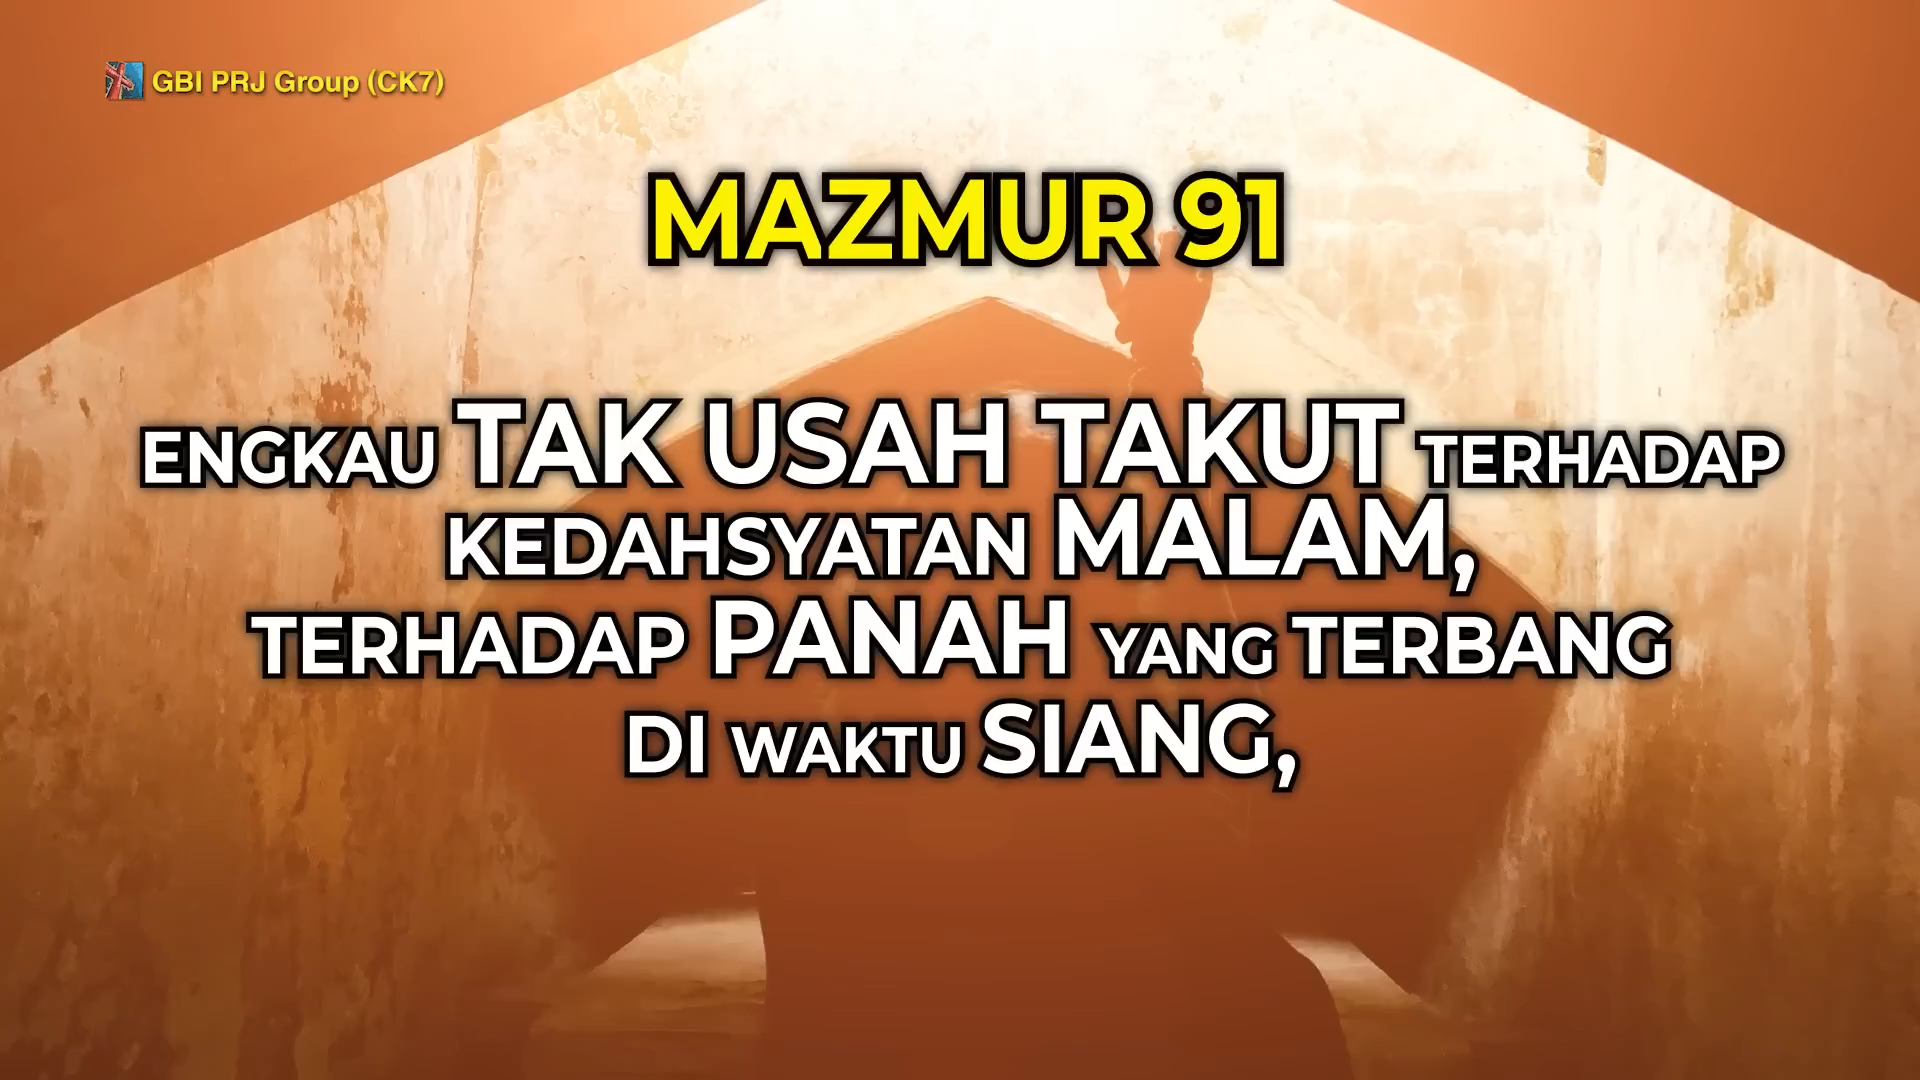 GBI PRJ Group (CK7)
MAZMUR 91
ENGKAU TAK USAH TAKUT TERHADAP
KEDAHSYATAN MALAM,
TERHADAP PANAH YANG TERBANG
DI WAKTU SIANG,